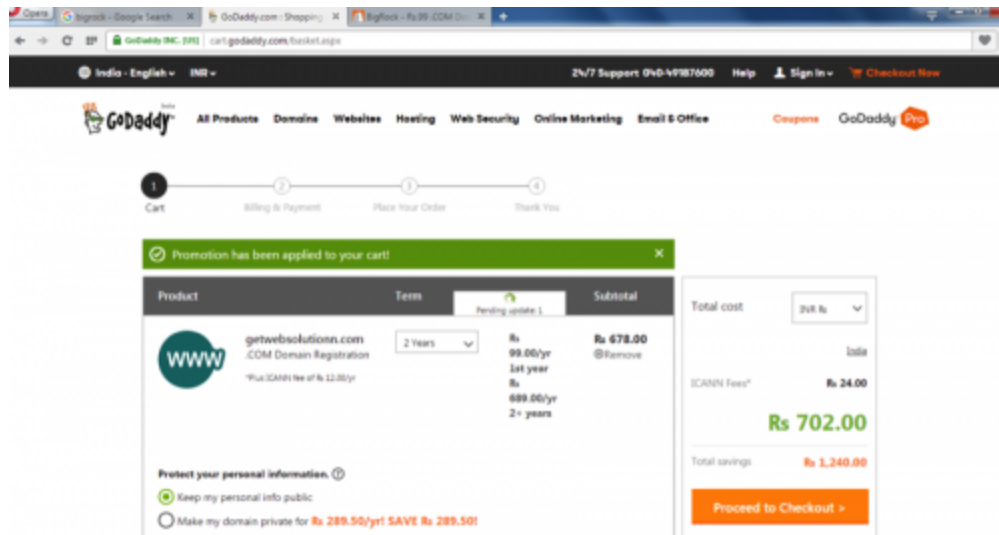 Opera
bigrock - Google Search
GoDaddy.com : Shopping
BigRock - Rs.99 .COM Do
GoDaddy INC. [US]
cart.godaddy.com/basket.aspx
India - English
INR
24/7 Support 040-49187600
Help
Sign In
Checkout Now
GoDaddy
India
All Products
Domains
Websites
Hosting
Web Security
Online Marketing
Email & Office
Coupons
GoDaddy Pro
1
2
3
4
Cart
Billing & Payment
Place Your Order
Thank You
Promotion has been applied to your cart!
Product
Term
Pending update: 1
Subtotal
www
getwebsolutionn.com
.COM Domain Registration
*Plus ICANN fee of Rs 12.00/yr
2 Years
Rs
99.00/yr
1st year
Rs
689.00/yr
2+ years
Rs 678.00
Remove
Protect your personal information.
Keep my personal info public
Make my domain private for Rs 289.50/yr! SAVE Rs 289.50!
Total cost
INR Rs
India
ICANN Fees*
Rs 24.00
Rs 702.00
Total savings
Rs 1,240.00
Proceed to Checkout >